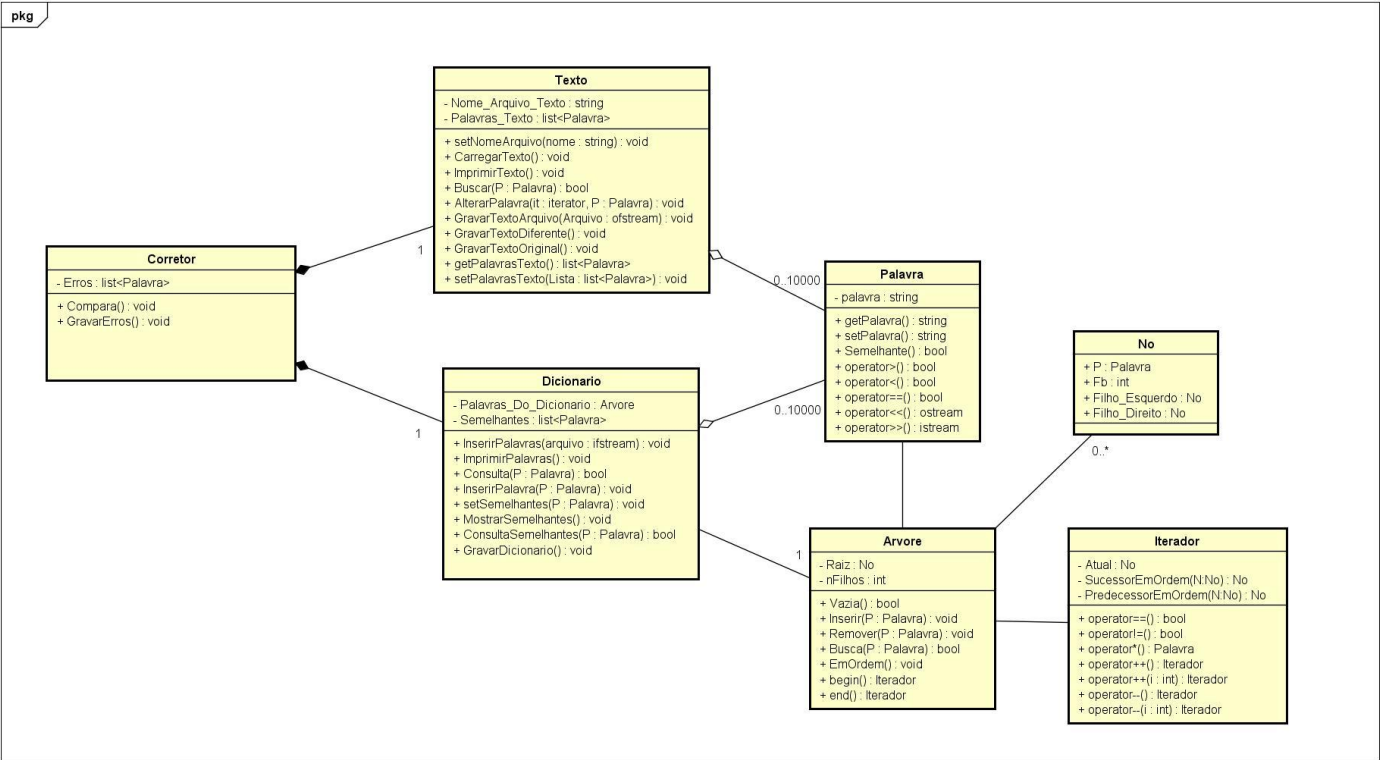 pkg
Texto
- Nome_Arquivo_Texto : string
- Palavras_Texto : list<Palavra>
+ setNomeArquivo(nome : string) : void
+ CarregarTexto() : void
+ ImprimirTexto() : void
+ Buscar(P : Palavra) : bool
+ AlterarPalavra(it : iterator, P : Palavra) : void
+ GravarTextoArquivo(Arquivo : ofstream) : void
+ GravarTextoDiferente() : void
+ GravarTextoOriginal() : void
+ getPalavrasTexto() : list<Palavra>
+ setPalavrasTexto(Lista : list<Palavra>) : void
1
0..10000
Corretor
- Erros : list<Palavra>
+ Compara() : void
+ GravarErros() : void
1
Palavra
- palavra : string
+ getPalavra() : string
+ setPalavra() : string
+ Semelhante() : bool
+ operator>() : bool
+ operator<() : bool
+ operator==() : bool
+ operator<<() : ostream
+ operator>>() : istream
0..10000
No
+ P : Palavra
+ Fb : int
+ Filho_Esquerdo : No
+ Filho_Direito : No
0..*
Dicionario
- Palavras_Do_Dicionario : Arvore
- Semelhantes : list<Palavra>
+ InserirPalavras(arquivo : ifstream) : void
+ ImprimirPalavras() : void
+ Consulta(P : Palavra) : bool
+ InserirPalavra(P : Palavra) : void
+ setSemelhantes(P : Palavra) : void
+ MostrarSemelhantes() : void
+ ConsultaSemelhantes(P : Palavra) : bool
+ GravarDicionario() : void
1
Arvore
- Raiz : No
- nFilhos : int
+ Vazia() : bool
+ Inserir(P : Palavra) : void
+ Remover(P : Palavra) : void
+ Busca(P : Palavra) : bool
+ EmOrdem() : void
+ begin() : Iterador
+ end() : Iterador
Iterador
- Atual : No
- SucessorEmOrdem(N:No) : No
- PredecessorEmOrdem(N:No) : No
+ operator==() : bool
+ operator!=() : bool
+ operator*() : Palavra
+ operator++() : Iterador
+ operator++(i : int) : Iterador
+ operator--() : Iterador
+ operator--(i : int) : Iterador